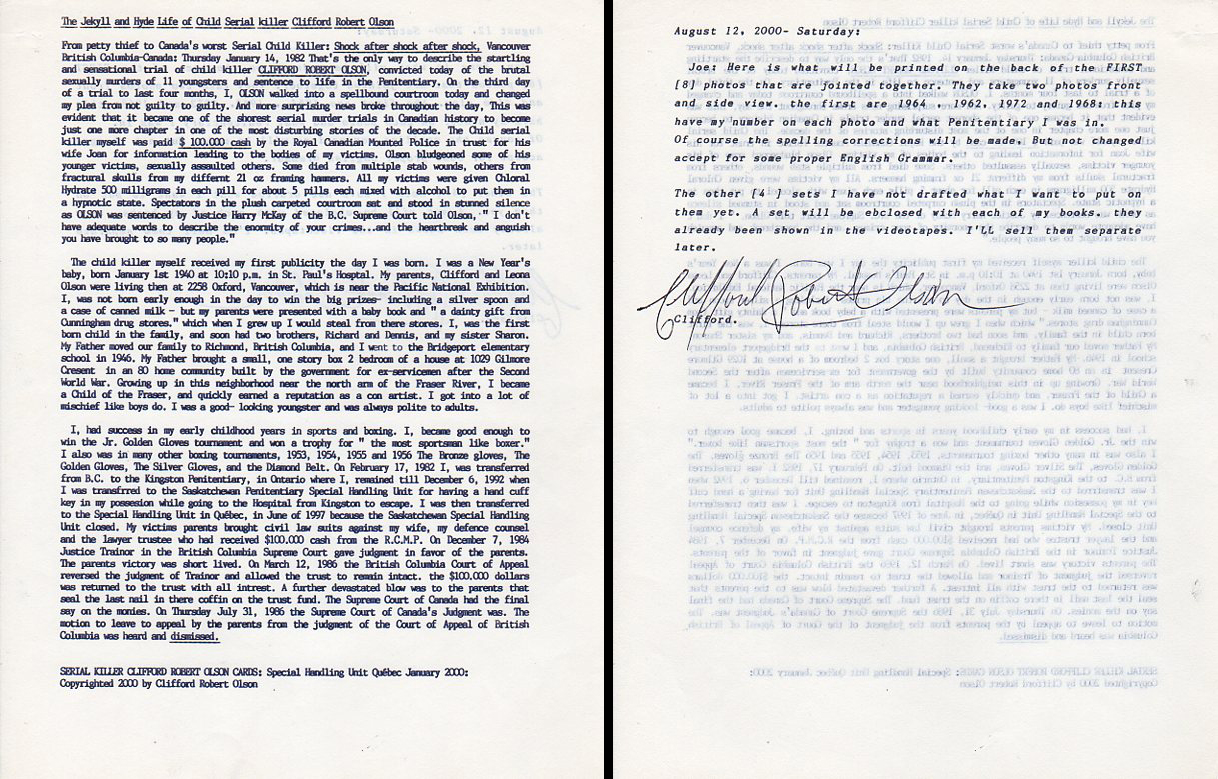 The Jekyll and Hyde Life of Child Serial killer Clifford Robert Olson
From petty thief to Canada's worst Serial Child Killer: Shock after shock after shock, Vancouver
British Columbia-Canada: Thursday January 14, 1982 That's the only way to describe the startling
and sensational trial of child killer CLIFFORD ROBERT OLSON, convicted today of the brutal
sexually murders of 11 youngsters and sentence to life in the Penitentiary. On the third day
of a trial to last four months, I, OLSON walked into a spellbound courtroom today and changed
my plea from not guilty to guilty. And more surprising news broke throughout the day, This was
evident that it became one of the shorest serial murder trials in Canadian history to become
just one more chapter in one of the most disturbing stories of the decade. The Child serial
killer myself was paid $ 100.000 cash by the Royal Canadian Mounted Police in trust for his
wife Joan for information leading to the bodies of my victims. Olson bludgeoned some of his
younger victims, sexually assaulted others. Some died from multiple stab wounds, others from
fractural skulls from my differnt 21 oz framing hammers. All my victims were given Chloral
Hydrate 500 milligrams in each pill for about 5 pills each mixed with alcohol to put them in
a hypnotic state. Spectators in the plush carpeted courtroom sat and stood in stunned silence
as OLSON was sentenced by Justice Harry McKay of the B.C. Supreme Court told Olson, " I don't
have adequate words to describe the enormity of your crimes...and the heartbreak and anguish
you have brought to so many people."
The child killer myself received my first publicity the day I was born. I was a New Year's
baby, born January 1st 1940 at 10:10 p.m. in St. Paul's Hosptal. My parents, Clifford and Leona
Olson were living then at 2258 Oxford, Vancouver, which is near the Pacific National Exhibition.
I, was not born early enough in the day to win the big prizes- including a silver spoon and
a case of canned milk - but my parents were presented with a baby book and " a dainty gift from
Cunningham drug stores." which when I grew up I would steal from there stores. I, was the first
born child in the family, and soon had two brothers, Richard and Dennis, and my sister Sharon.
My Father moved our family to Richmond, British Columbia, and I went to the Bridgeport elementary
school in 1946. My Father brought a small, one story box 2 bedroom of a house at 1029 Gilmore
Cresent in an 80 home community built by the government for ex-servicemen after the Second
World War. Growing up in this neighborhood near the north arm of the Fraser River, I became
a Child of the Fraser, and quickly earned a reputation as a con artist. I got into a lot of
mischief like boys do. I was a good- looking youngster and was always polite to adults.
I, had success in my early childhood years in sports and boxing. I, became good enough to
win the Jr. Golden Gloves tournament and won a trophy for " the most sportsman like boxer."
I also was in many other boxing tournaments, 1953, 1954, 1955 and 1956 The Bronze gloves, The
Golden Gloves, The Silver Gloves, and the Diamond Belt. On February 17, 1982 I, was transferred
from B.C. to the Kingston Penitentiary, in Ontario where I, remained till December 6, 1992 when
I was transfrred to the Saskatchewan Penitentiary Special Handling Unit for having a hand cuff
key in my possesion while going to the Hospital from Kingston to escape. I was then transferred
to the Special Handling Unit in Québec, in June of 1997 because the Saskatchewan Special Handling
Unit closed. My victims parents brought civil law suits against my wife, my defence counsel
and the lawyer trustee who had received $100.000 cash from the R.C.M.P. On December 7, 1984
Justice Trainor in the British Columbia Supreme Court gave judgment in favor of the parents.
The parents victory was short lived. On March 12, 1986 the British Columbia Court of Appeal
reversed the judgment of Trainor and allowed the trust to remain intact. the $100.000 dollars
was returned to the trust with all intrest. A further devastated blow was to the parents that
seal the last nail in there coffin on the trust fund. The Supreme Court of Canada had the final
say on the monies. On Thursday July 31, 1986 the Supreme Court of Canada's Judgment was. The
motion to leave to appeal by the parents from the judgment of the Court of Appeal of British
Columbia was heard and dismissed.
SERIAL KILLER CLIFFORD ROBERT OLSON CARDS: Special Handling Unit Québec January 2000:
Copyrighted 2000 by Clifford Robert Olson
August 12, 2000- Saturday:
Joe: Here is what will be printed on the back of the FIRST
[8] photos that are jointed together. They take two photos front
and side view. the first are 1964 - 1962, 1972 and 1968: this
have my number on each photo and what Penitentiary I was in.
Of course the spelling corrections will be made, But not changed
accept for some proper English Grammar.
The other [4 ] sets I have not drafted what I want to put on
them yet. A set will be ebclosed with each of my books. they
already been shown in the videotapes. I'LL sell them separate
later.
Clifford Robert Olson
Clifford.